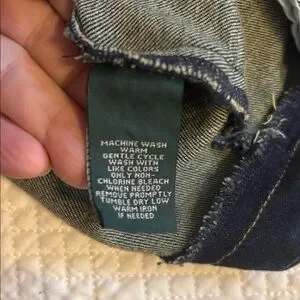 MACHINE WASH
WARM
GENTLE CYCLE
WASH WITH
LIKE COLORS
ONLY NON-
CHLORINE BLEACH
WHEN NEEDED
REMOVE PROMPTLY
TUMBLE DRY LOW
WARM IRON
IF NEEDED